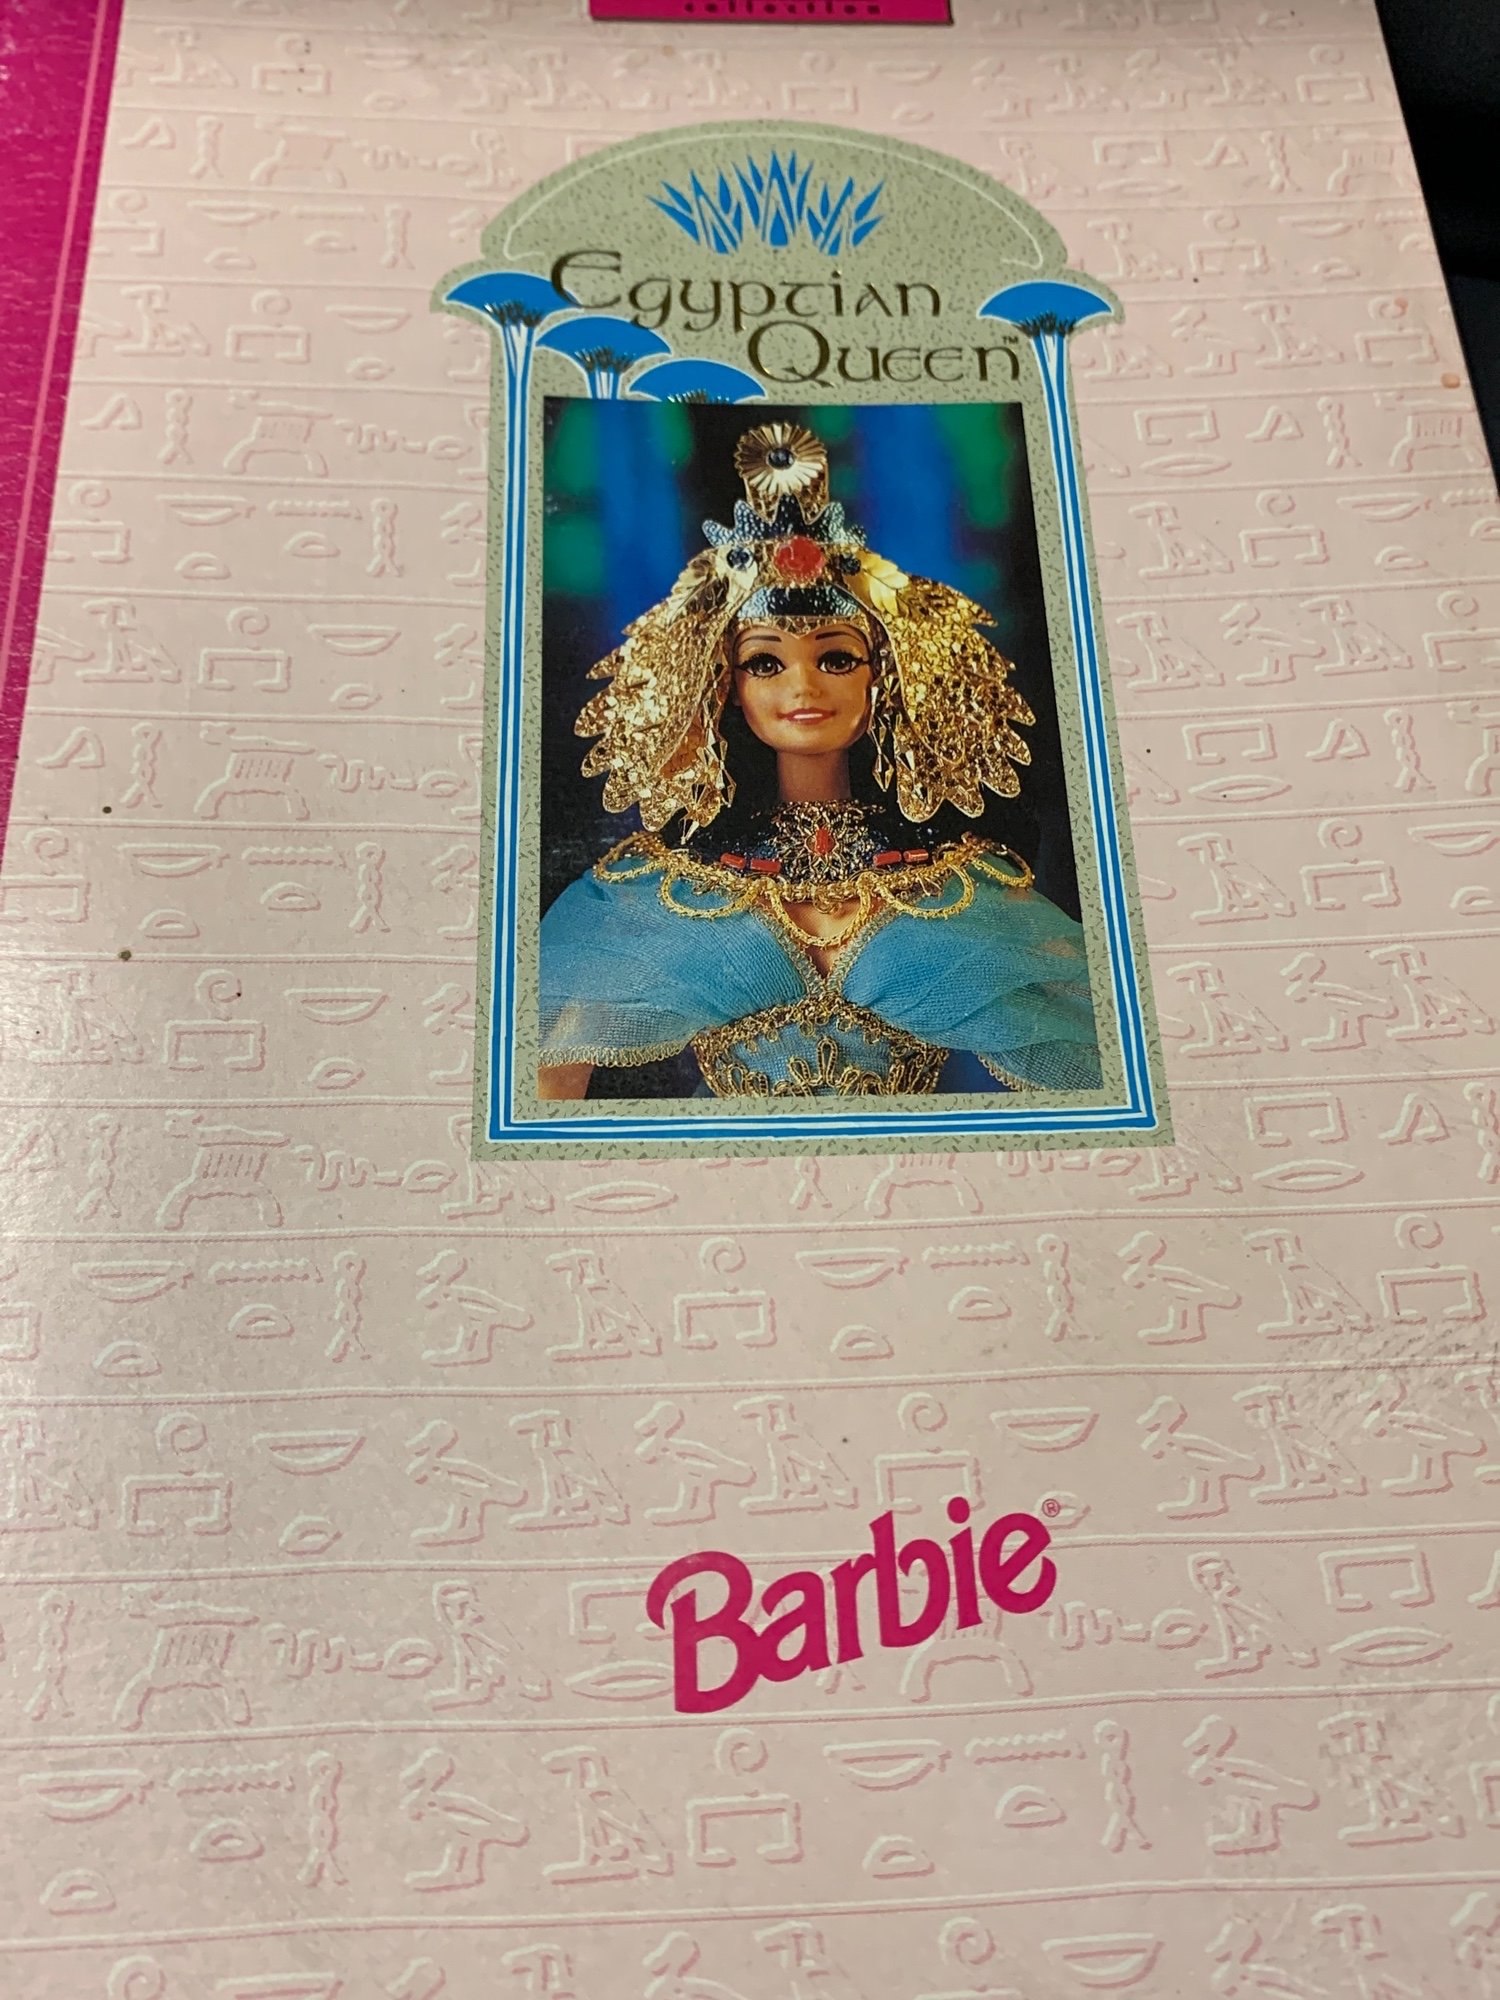 collection
Egyptian
Queen™
Barbie®